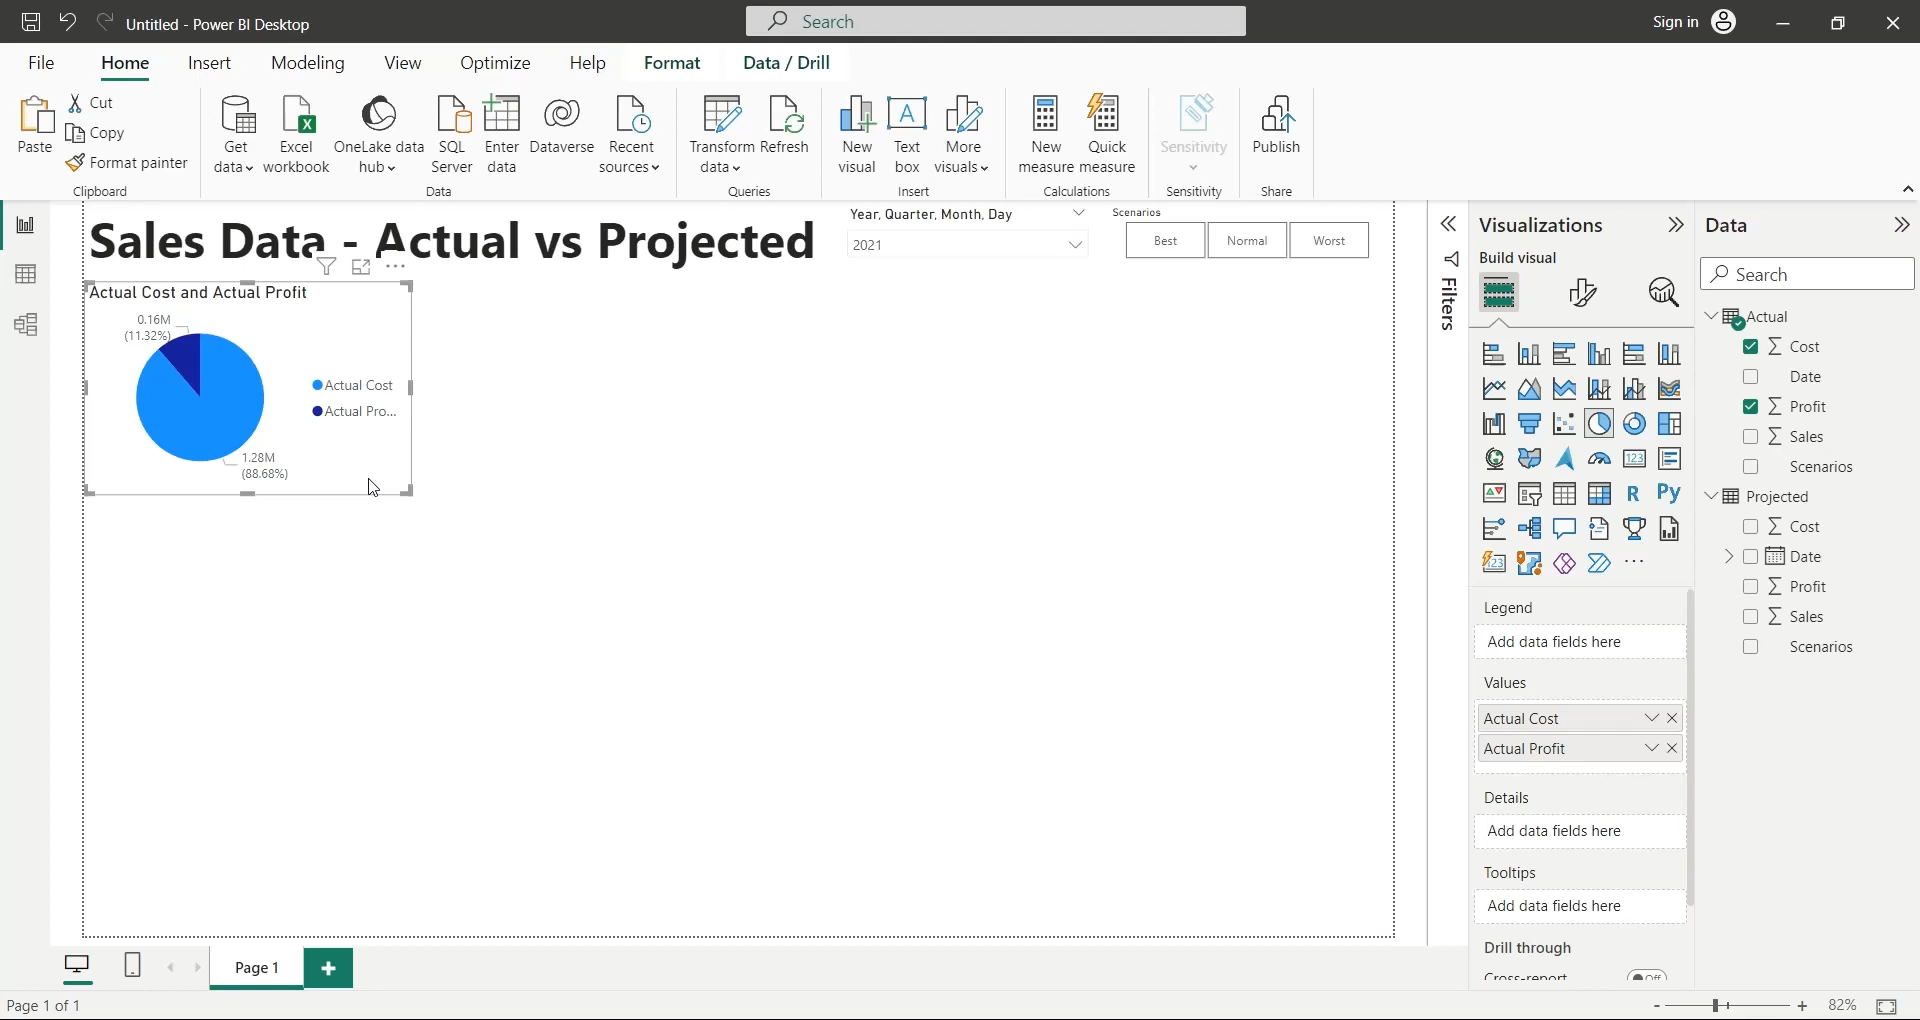 Untitled - Power BI Desktop
Search
Sign in
File Home Insert Modeling View Optimize Help Format Data / Drill
Paste
Cut
Copy
Format painter
Clipboard
Get data
Excel workbook
OneLake data hub
SQL Server
Enter data
Dataverse
Recent sources
Data
Transform data
Refresh
Queries
New visual
A
Text box
More visuals
Insert
New measure
Quick measure
Calculations
Sensitivity
Sensitivity
Publish
Share
Sales Data - Actual vs Projected
Year, Quarter, Month, Day
2021
Scenarios
Best
Normal
Worst
Actual Cost and Actual Profit
0.16M
(11.32%)
Actual Cost
Actual Pro...
1.28M
(88.68%)
Filters
Visualizations
Build visual
123
R
Py
123
Legend
Add data fields here
Values
Actual Cost
Actual Profit
Details
Add data fields here
Tooltips
Add data fields here
Drill through
Cross-report
Off
Data
Search
Actual
Σ Cost
Date
Σ Profit
Σ Sales
Scenarios
Projected
Σ Cost
Date
Σ Profit
Σ Sales
Scenarios
Page 1
+
Page 1 of 1
- + 82%